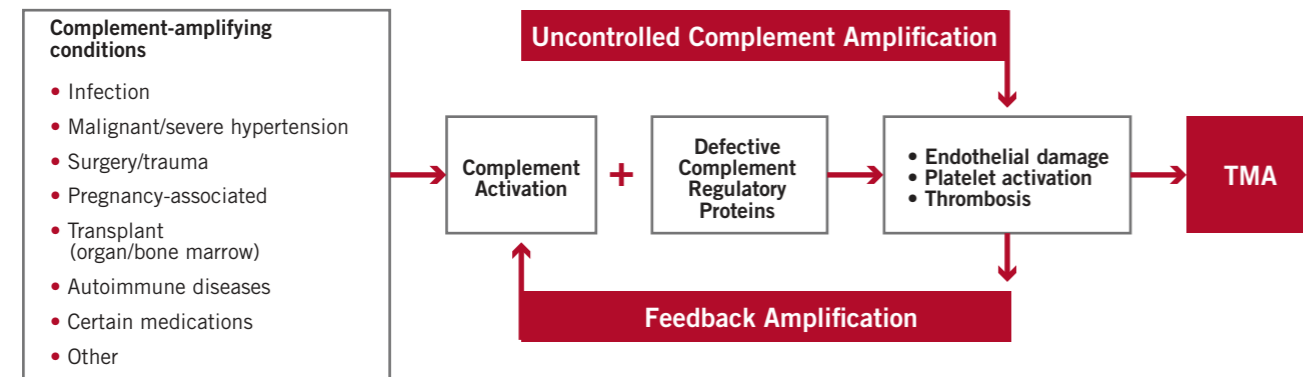 Complement-amplifying
conditions
• Infection
• Malignant/severe hypertension
• Surgery/trauma
• Pregnancy-associated
• Transplant
(organ/bone marrow)
• Autoimmune diseases
• Certain medications
• Other
Uncontrolled Complement Amplification
Complement
Activation
+
Defective
Complement
Regulatory
Proteins
• Endothelial damage
• Platelet activation
• Thrombosis
TMA
Feedback Amplification